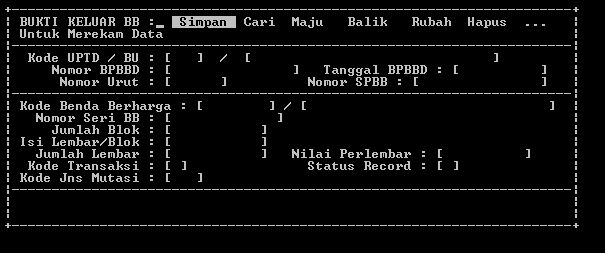 BUKTI KELUAR BB :_ Simpan Cari Maju Balik Rubah Hapus ...
Untuk Merekam Data
Kode UPTD / BU : [ ] / [ ]
Nomor BPBBD : [ ] Tanggal BPBBD : [ ]
Nomor Urut : [ ] Nomor SPBB : [ ]
Kode Benda Berharga : [ ] / [ ]
Nomor Seri BB : [ ]
Jumlah Blok : [ ]
Isi Lembar/Blok : [ ]
Jumlah Lembar : [ ] Nilai Perlembar : [ ]
Kode Transaksi : [ ] Status Record : [ ]
Kode Jns Mutasi : [ ]